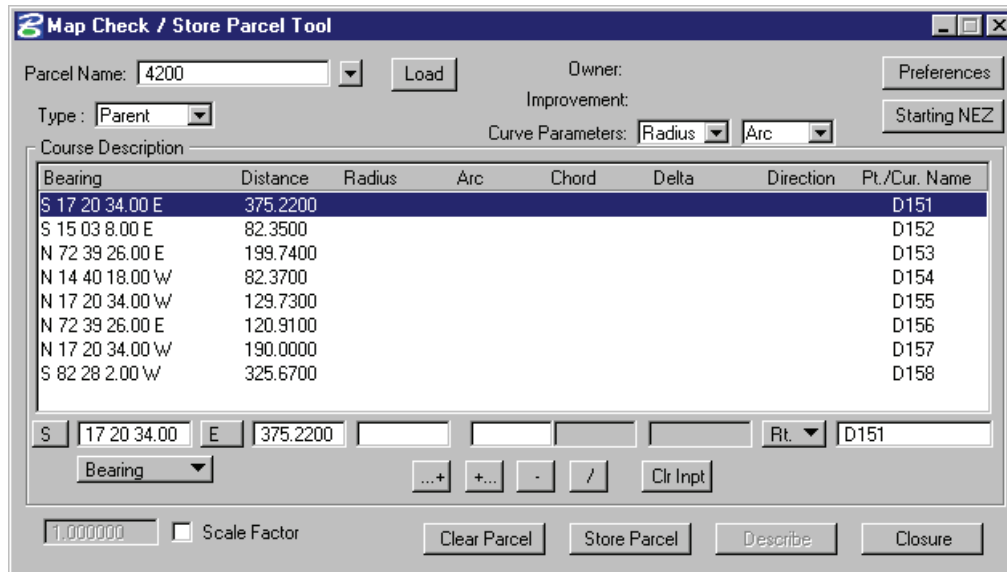 Map Check / Store Parcel Tool
Parcel Name: 4200 Load Owner: Preferences
Improvement:
Type : Parent Starting NEZ
Curve Parameters: Radius Arc
Course Description
Bearing Distance Radius Arc Chord Delta Direction Pt./Cur. Name
S 17 20 34.00 E 375.2200 D151
S 15 03 8.00 E 82.3500 D152
N 72 39 26.00 E 199.7400 D153
N 14 40 18.00 W 82.3700 D154
N 17 20 34.00 W 129.7300 D155
N 72 39 26.00 E 120.9100 D156
N 17 20 34.00 W 190.0000 D157
S 82 28 2.00 W 325.6700 D158
S 17 20 34.00 E 375.2200 Rt. D151
Bearing ...+ +... - / Clr Inpt
1.000000 Scale Factor Clear Parcel Store Parcel Describe Closure